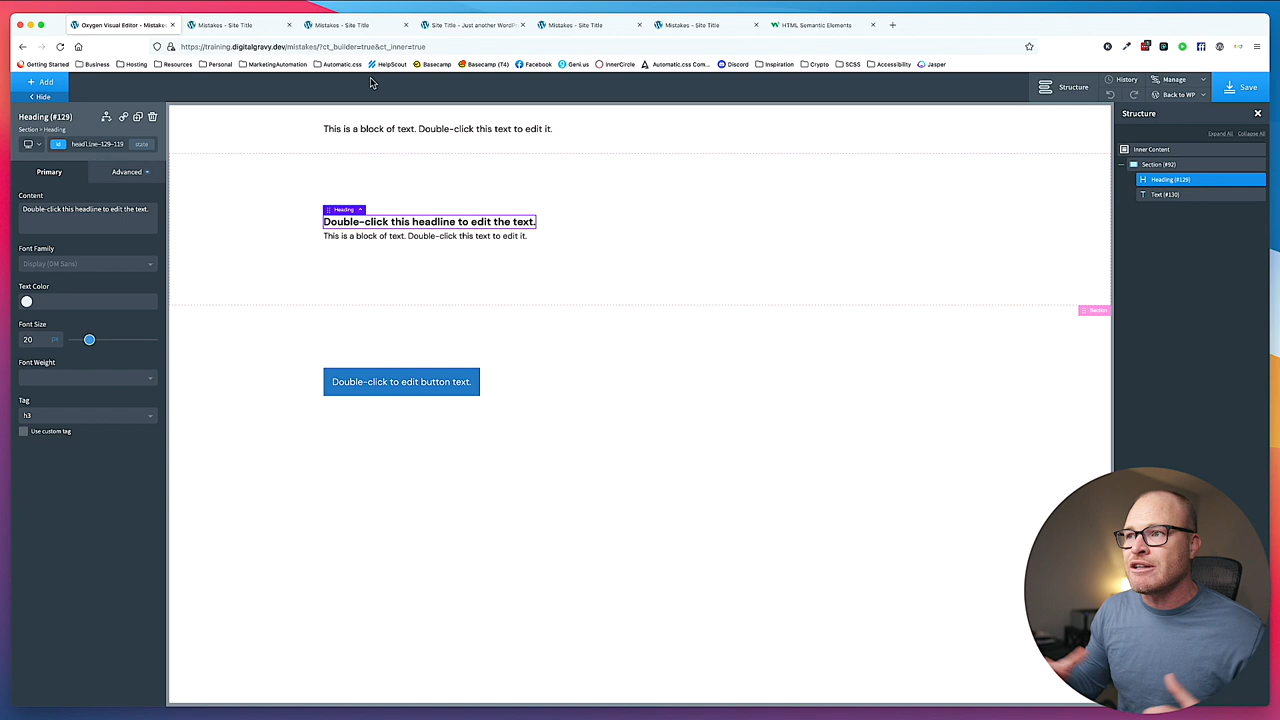 Oxygen Visual Editor - Mistake
Mistakes - Site Title
Mistakes - Site Title
Site Title - Just another WordPr
Mistakes - Site Title
Mistakes - Site Title
HTML Semantic Elements
https://training.digitalgravy.dev/mistakes/?ct_builder=true&ct_inner=true
Getting Started
Business
Hosting
Resources
Personal
MarketingAutomation
Automatic.css
HelpScout
Basecamp
Basecamp (T4)
Facebook
Geni.us
InnerCircle
Automatic.css Com...
Discord
Inspiration
Crypto
SCSS
Accessibility
Jasper
+ Add
< Hide
Structure
History
Manage
Back to WP
Save
Heading (#129)
Section > Heading
id
headline-129-119
state
Primary
Advanced
Content
Double-click this headline to edit the text.
Font Family
Display (DM Sans)
Text Color
Font Size
20
PX
Font Weight
Tag
h3
Use custom tag
This is a block of text. Double-click this text to edit it.
Heading
Double-click this headline to edit the text.
This is a block of text. Double-click this text to edit it.
Section
Double-click to edit button text.
Structure
Expand All
Collapse All
Inner Content
Section (#92)
Heading (#129)
Text (#130)